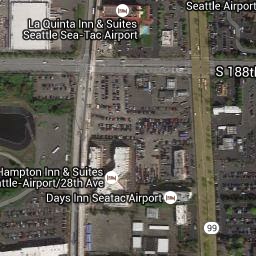 Seattle Airport
La Quinta Inn & Suites
Seattle Sea-Tac Airport
S 188th
Hampton Inn & Suites
attle-Airport/28th Ave
Days Inn Seatac Airport
99